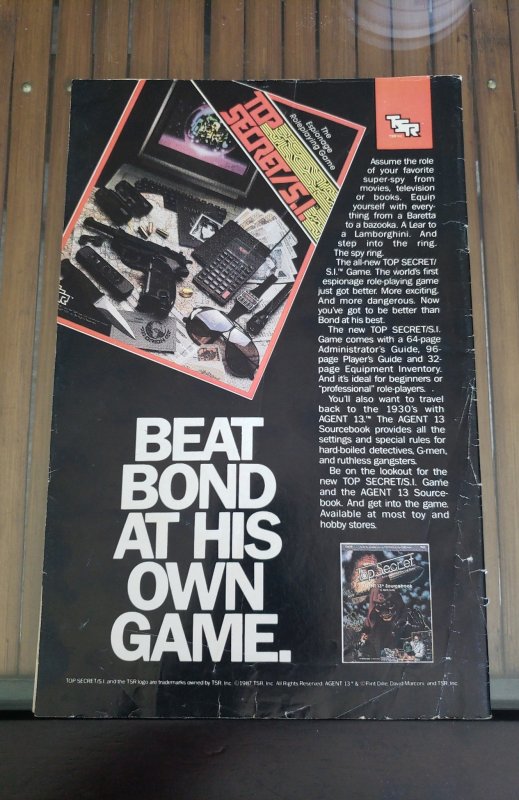 TOP
SECRET/S.I.
The
Espionage
Roleplaying Game
TSR
Assume the role
of your favorite
super-spy from
movies, television
or books. Equip
yourself with every-
thing from a Baretta
to a bazooka. A Lear to
a Lamborghini. And
step into the ring.
The spy ring.
The all-new TOP SECRET/
S.I.™ Game. The world's first
espionage role-playing game
just got better. More exciting.
And more dangerous. Now
you've got to be better than
Bond at his best.
The new TOP SECRET/S.I.
Game comes with a 64-page
Administrator's Guide, 96-
page Player's Guide and 32-
page Equipment Inventory.
And it's ideal for beginners or
"professional" role-players.
You'll also want to travel
back to the 1930's with
AGENT 13.™ The AGENT 13
Sourcebook provides all the
settings and special rules for
hard-boiled detectives, G-men,
and ruthless gangsters.
Be on the lookout for the
new TOP SECRET/S.I. Game
and the AGENT 13 Source-
book. And get into the game.
Available at most toy and
hobby stores.
BEAT
BOND
AT HIS
OWN
GAME.
Top Secret
AGENT 13 Sourcebook
TOP SECRET/S.I. and the TSR logo are trademarks owned by TSR, Inc. ©1987 TSR, Inc. All Rights Reserved. AGENT 13 & © Flint Dille, David Marconi, and TSR, Inc.